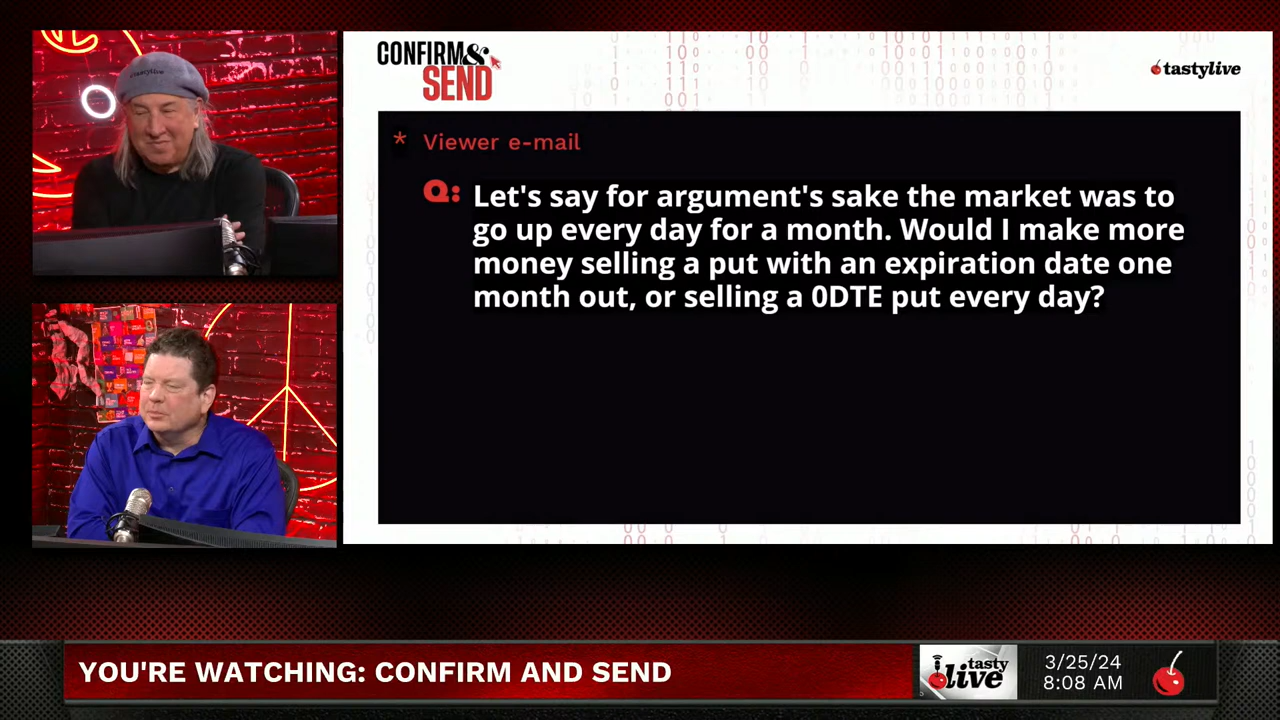 CONFIRM&
SEND
tastylive
* Viewer e-mail
Q: Let's say for argument's sake the market was to
go up every day for a month. Would I make more
money selling a put with an expiration date one
month out, or selling a 0DTE put every day?
tastylive
YOU'RE WATCHING: CONFIRM AND SEND
tasty
live
3/25/24
8:08 AM